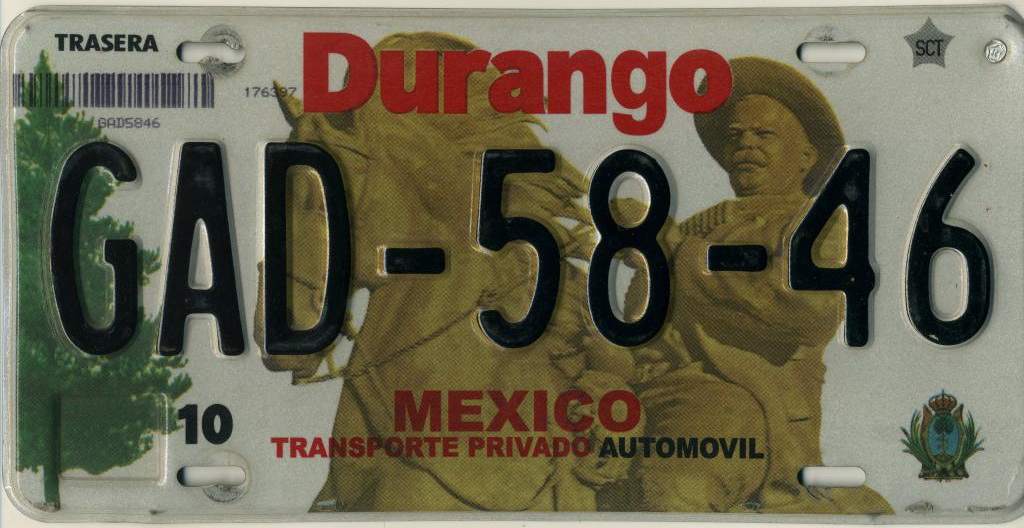 TRASERA
Durango
SCT
176397
GAD5846
GAD-58-46
10
MEXICO
TRANSPORTE PRIVADO AUTOMOVIL